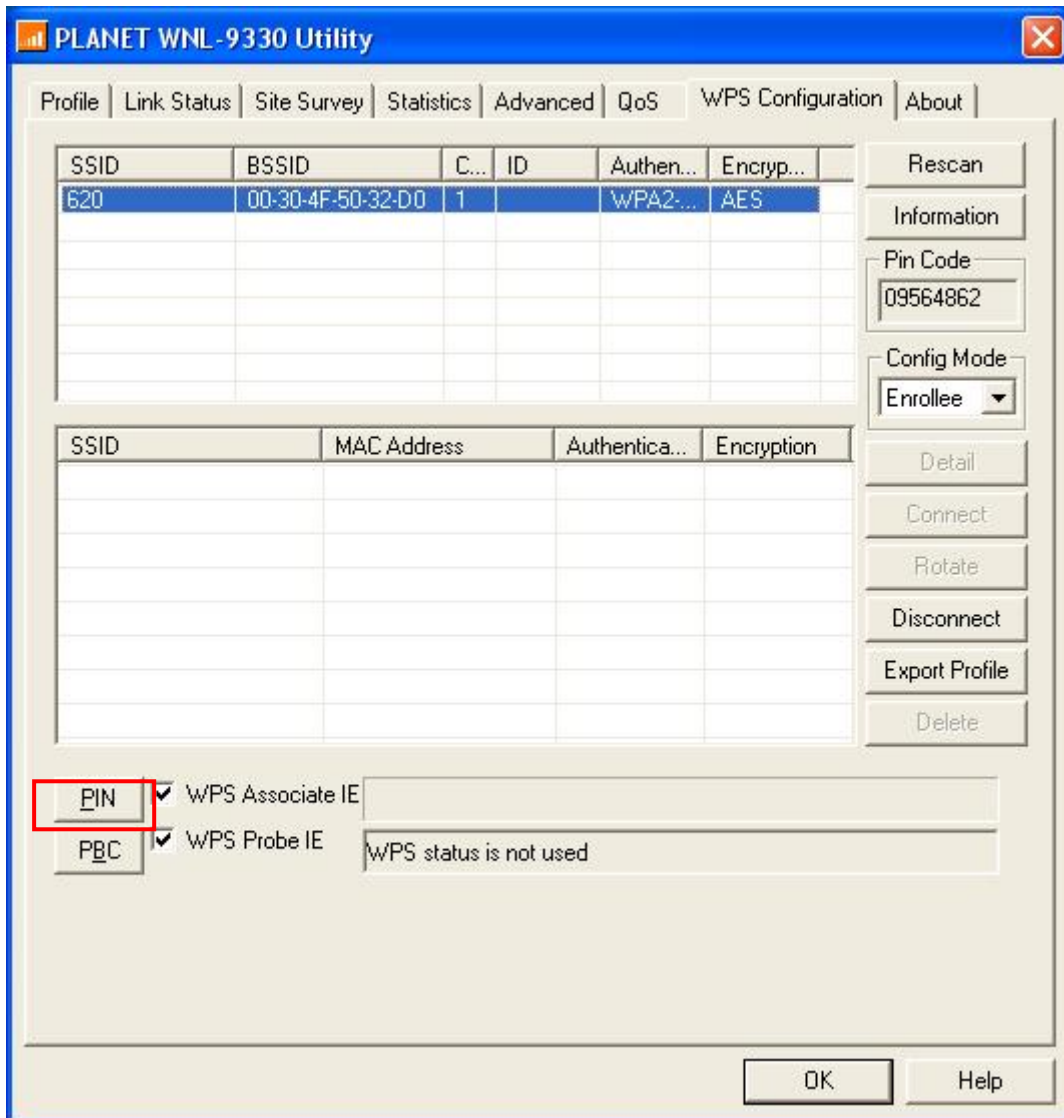 PLANET WNL-9330 Utility
Profile Link Status Site Survey Statistics Advanced QoS WPS Configuration About
SSID BSSID C... ID Authen... Encryp...
620 00-30-4F-50-32-D0 1 WPA2-... AES
Rescan
Information
Pin Code
09564862
Config Mode
Enrollee
SSID MAC Address Authentica... Encryption
Detail
Connect
Rotate
Disconnect
Export Profile
Delete
PIN WPS Associate IE
PBC WPS Probe IE WPS status is not used
OK Help